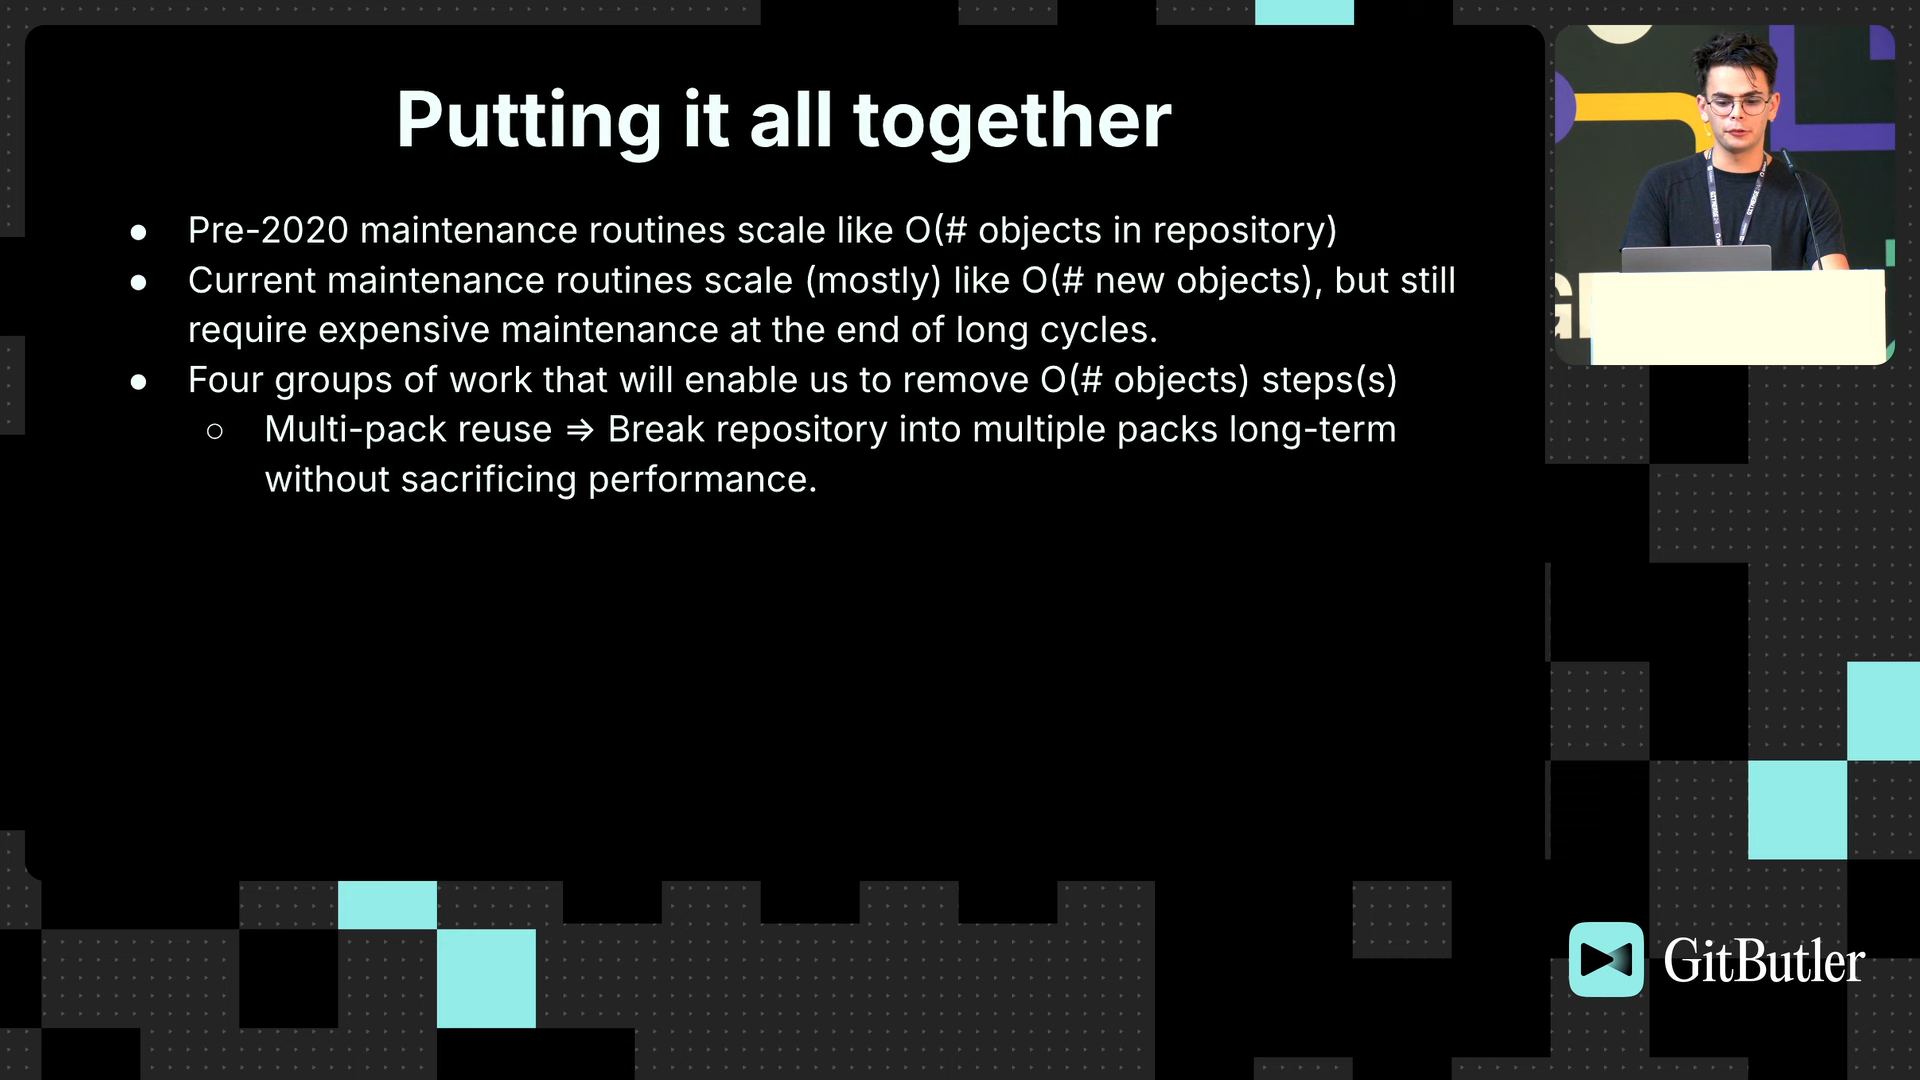 Putting it all together
● Pre-2020 maintenance routines scale like O(# objects in repository)
● Current maintenance routines scale (mostly) like O(# new objects), but still
require expensive maintenance at the end of long cycles.
● Four groups of work that will enable us to remove O(# objects) steps(s)
○ Multi-pack reuse ⇒ Break repository into multiple packs long-term
without sacrificing performance.
GitButler